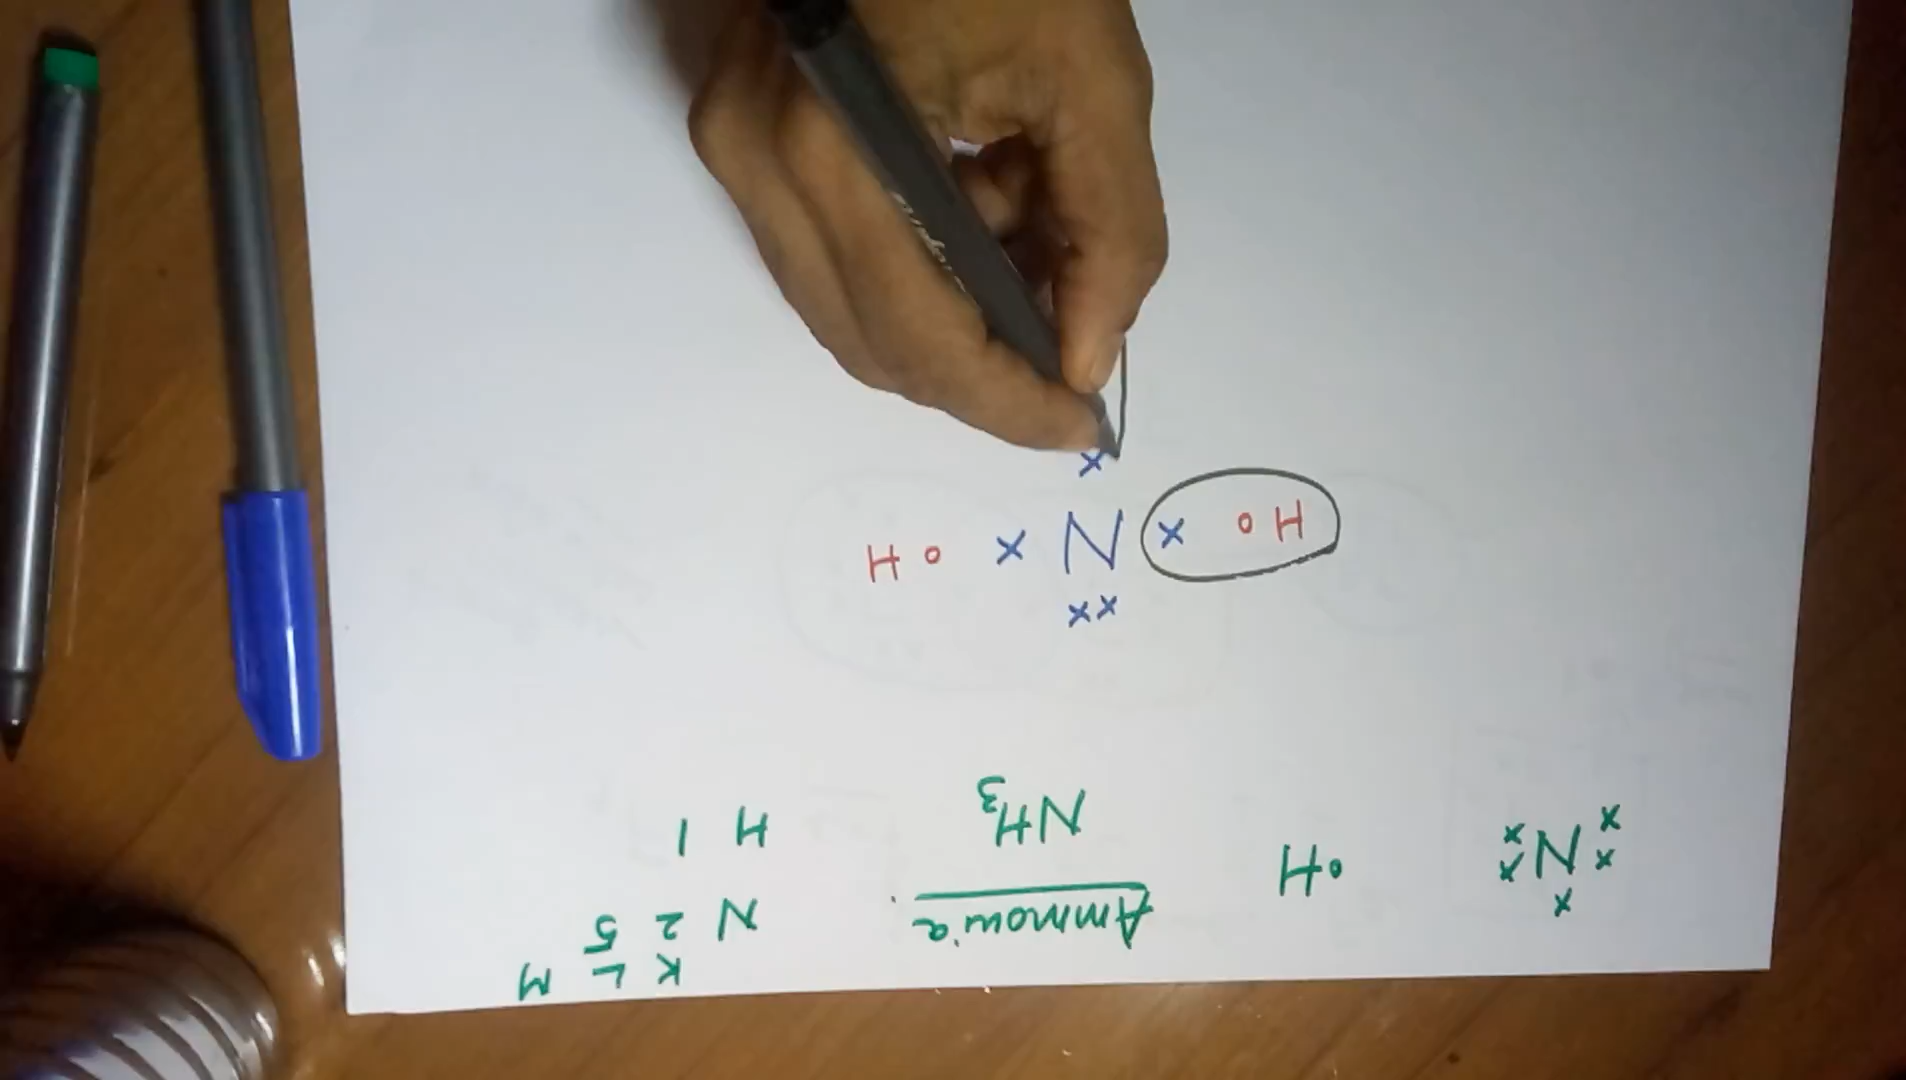 K L M
Ammonia
N 2 5
x
x N x
x x
o H
NH₃
H 1
x x
H o x N x o H
x